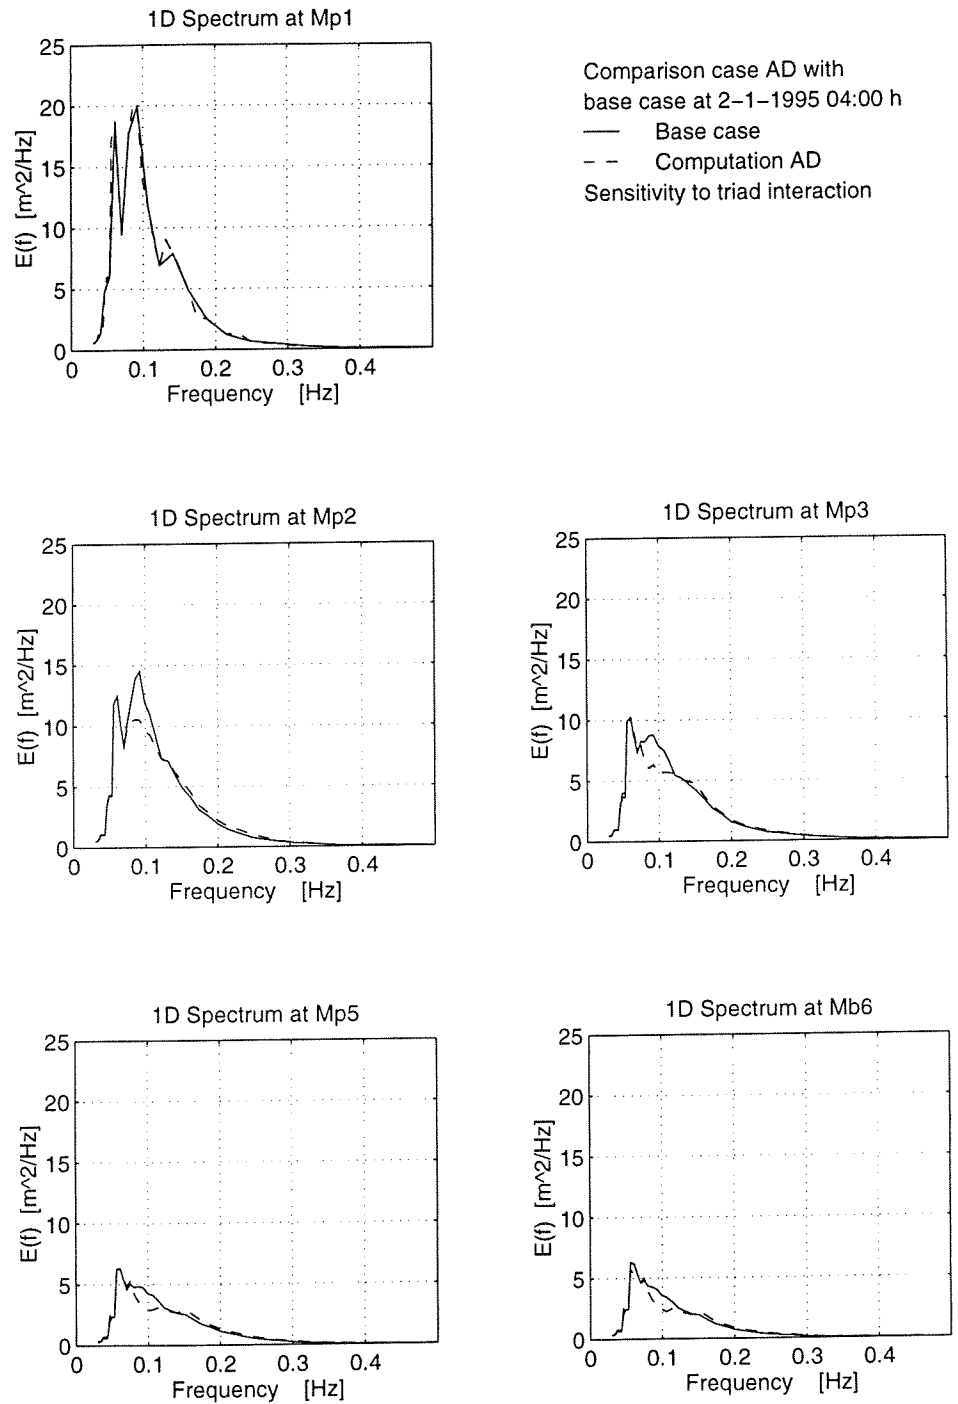 1D Spectrum at Mp1
25
20
15
10
5
0
E(f) [m^2/Hz]
0 0.1 0.2 0.3 0.4
Frequency [Hz]
Comparison case AD with
base case at 2-1-1995 04:00 h
Base case
Computation AD
Sensitivity to triad interaction
1D Spectrum at Mp2
25
20
15
10
5
0
E(f) [m^2/Hz]
0 0.1 0.2 0.3 0.4
Frequency [Hz]
1D Spectrum at Mp3
25
20
15
10
5
0
E(f) [m^2/Hz]
0 0.1 0.2 0.3 0.4
Frequency [Hz]
1D Spectrum at Mp5
25
20
15
10
5
0
E(f) [m^2/Hz]
0 0.1 0.2 0.3 0.4
Frequency [Hz]
1D Spectrum at Mb6
25
20
15
10
5
0
E(f) [m^2/Hz]
0 0.1 0.2 0.3 0.4
Frequency [Hz]